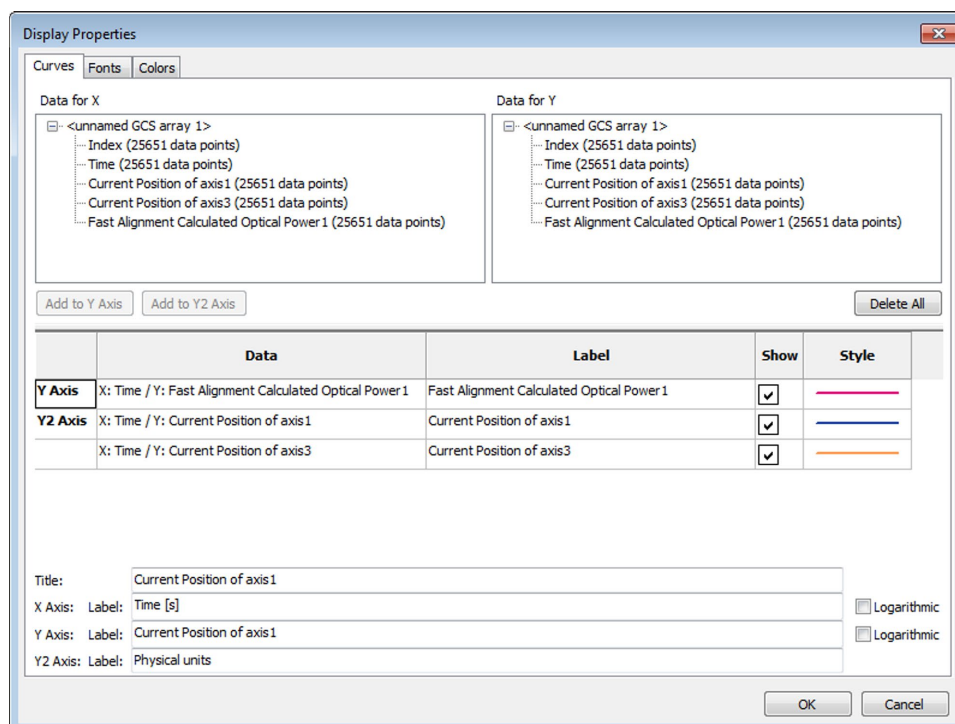 Display Properties
Curves Fonts Colors
Data for X Data for Y
<unnamed GCS array 1> <unnamed GCS array 1>
Index (25651 data points) Index (25651 data points)
Time (25651 data points) Time (25651 data points)
Current Position of axis1 (25651 data points) Current Position of axis1 (25651 data points)
Current Position of axis3 (25651 data points) Current Position of axis3 (25651 data points)
Fast Alignment Calculated Optical Power1 (25651 data points) Fast Alignment Calculated Optical Power1 (25651 data points)
Add to Y Axis Add to Y2 Axis Delete All
Data Label Show Style
Y Axis X: Time / Y: Fast Alignment Calculated Optical Power1 Fast Alignment Calculated Optical Power1
Y2 Axis X: Time / Y: Current Position of axis1 Current Position of axis1
X: Time / Y: Current Position of axis3 Current Position of axis3
Title: Current Position of axis1
X Axis: Label: Time [s] Logarithmic
Y Axis: Label: Current Position of axis1 Logarithmic
Y2 Axis: Label: Physical units
OK Cancel